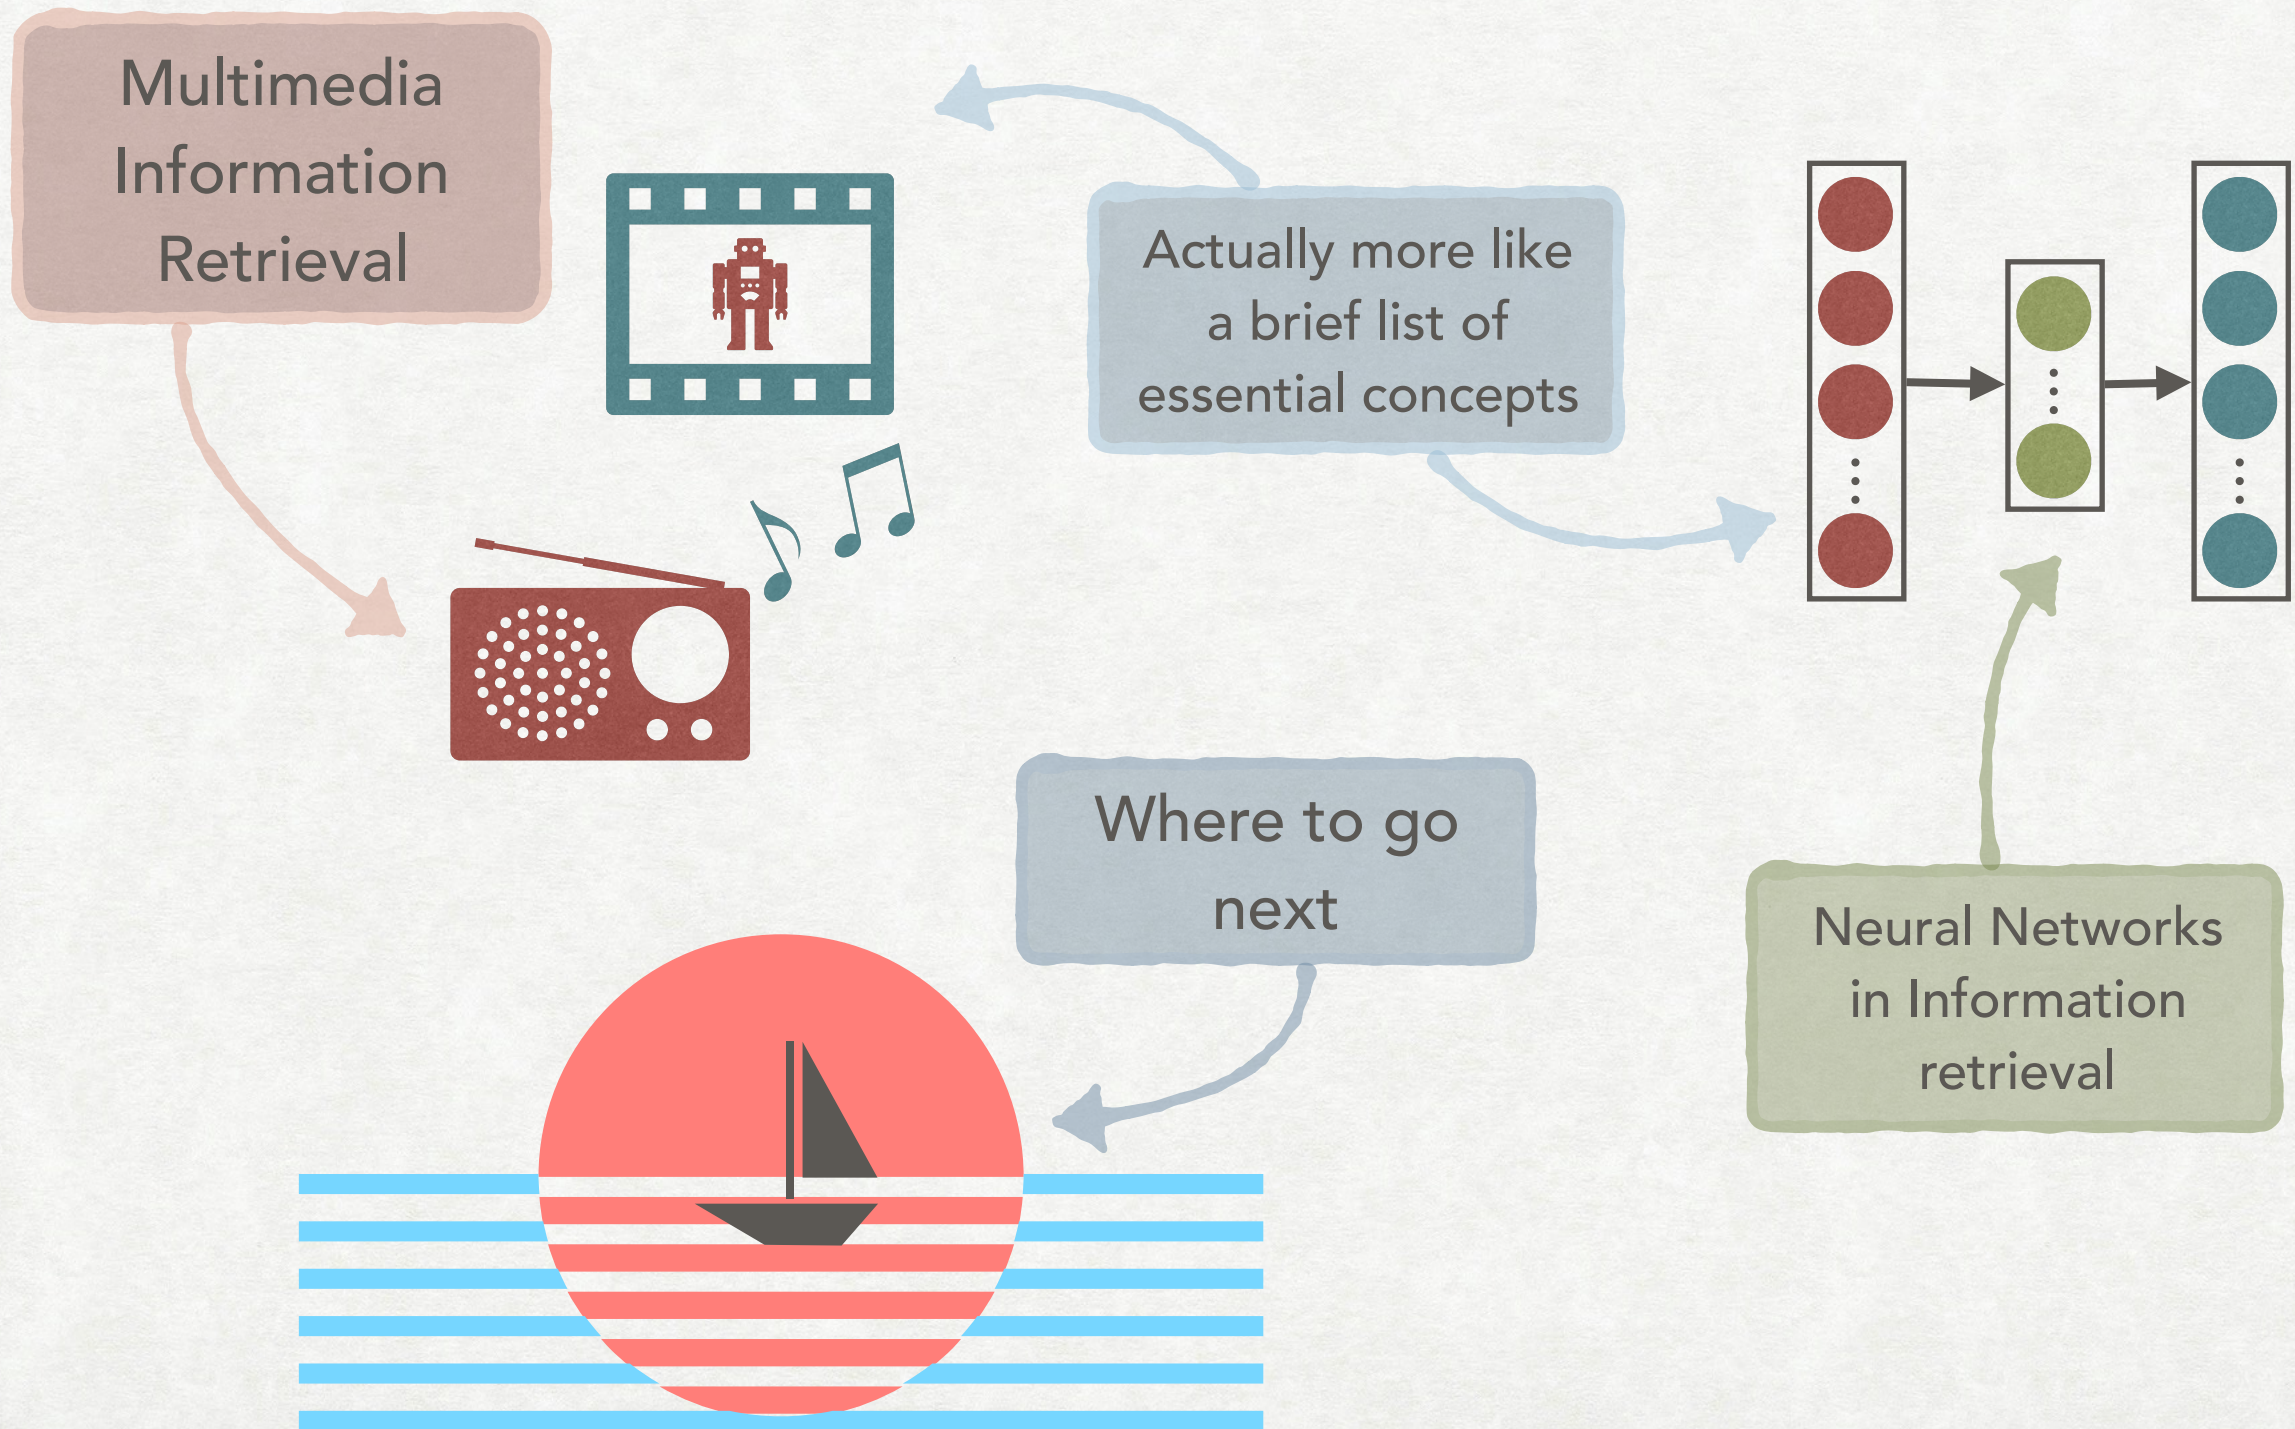 Multimedia
Information
Retrieval
Actually more like
a brief list of
essential concepts
Where to go
next
Neural Networks
in Information
retrieval